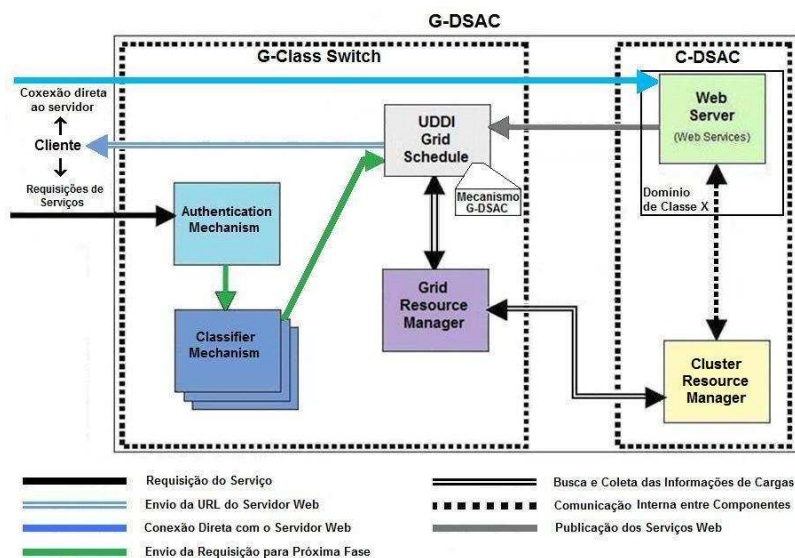 G-DSAC
G-Class Switch
C-DSAC
Coxexão direta
ao servidor
Cliente
Requisições de
Serviços
UDDI
Grid
Schedule
Web
Server
(Web Services)
Mecanismo
G-DSAC
Dominio
de Classe X
Authentication
Mechanism
Grid
Resource
Manager
Classifier
Mechanism
Cluster
Resource
Manager
Requisição do Serviço
Envio da URL do Servidor Web
Conexão Direta com o Servidor Web
Envio da Requisição para Próxima Fase
Busca e Coleta das Informações de Cargas
Comunicação Interna entre Componentes
Publicação dos Serviços Web